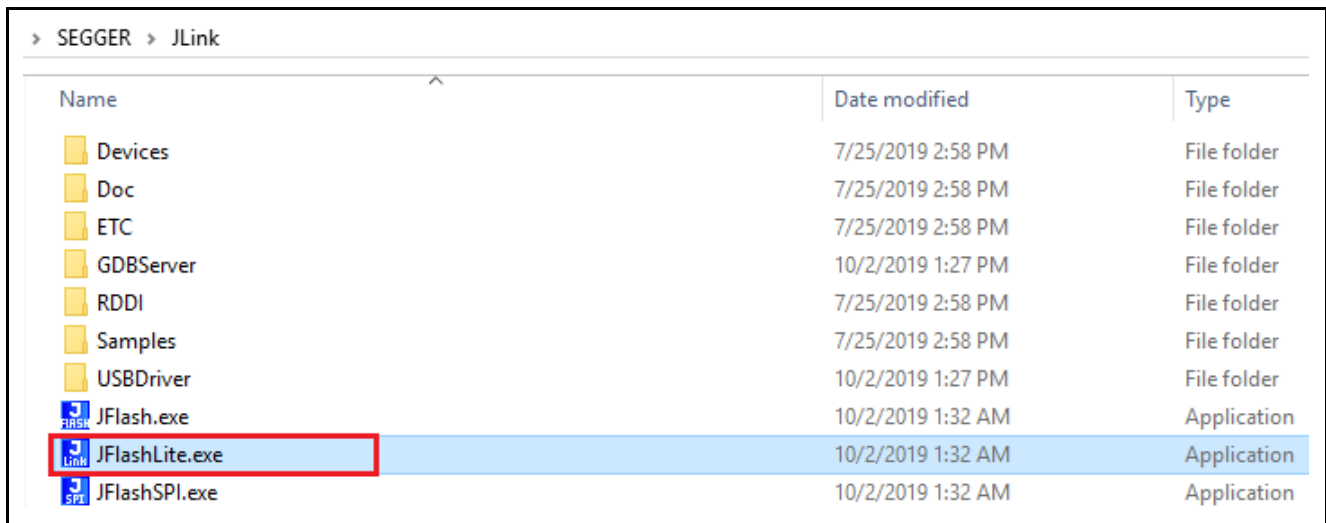 > SEGGER > JLink
Name Date modified Type
Devices 7/25/2019 2:58 PM File folder
Doc 7/25/2019 2:58 PM File folder
ETC 7/25/2019 2:58 PM File folder
GDBServer 10/2/2019 1:27 PM File folder
RDDI 7/25/2019 2:58 PM File folder
Samples 7/25/2019 2:58 PM File folder
USBDriver 10/2/2019 1:27 PM File folder
J FLASH JFlash.exe 10/2/2019 1:32 AM Application
J Link JFlashLite.exe 10/2/2019 1:32 AM Application
J SPI JFlashSPI.exe 10/2/2019 1:32 AM Application